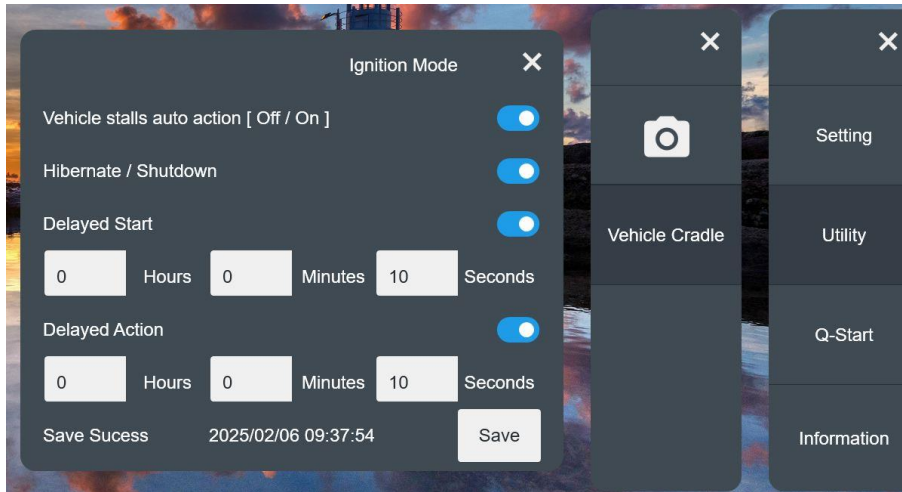 Ignition Mode
Vehicle stalls auto action [ Off / On ]
Hibernate / Shutdown
Delayed Start
0 Hours 0 Minutes 10 Seconds
Delayed Action
0 Hours 0 Minutes 10 Seconds
Save Sucess 2025/02/06 09:37:54 Save
Vehicle Cradle
Setting
Utility
Q-Start
Information